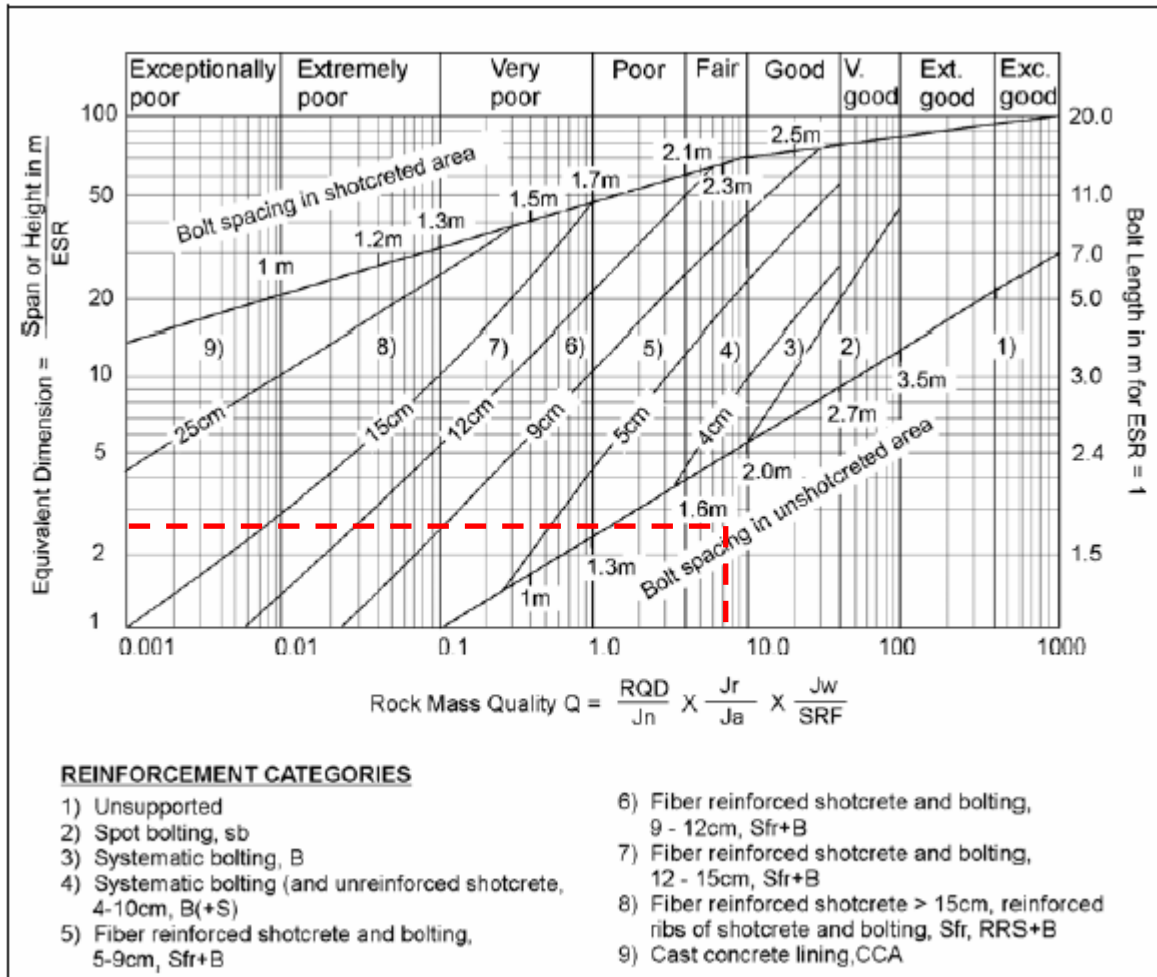 Exceptionally poor
Extremely poor
Very poor
Poor
Fair
Good
V. good
Ext. good
Exc. good
100
50
20
10
5
2
1
20.0
11.0
7.0
5.0
3.0
2.4
1.5
Equivalent Dimension = Span or Height in m
ESR
Bolt Length in m for ESR = 1
Bolt spacing in shotcreted area
1 m
1.2m
1.3m
1.5m
1.7m
2.1m
2.3m
2.5m
9)
8)
7)
6)
5)
4)
3)
2)
1)
25cm
15cm
12cm
9cm
5cm
4cm
3.5m
2.7m
2.0m
1.6m
1.3m
1m
Bolt spacing in unshotcreted area
0.001
0.01
0.1
1.0
10.0
100
1000
Rock Mass Quality Q = RQD X Jr X Jw
Jn Ja SRF
REINFORCEMENT CATEGORIES
1) Unsupported
2) Spot bolting, sb
3) Systematic bolting, B
4) Systematic bolting (and unreinforced shotcrete,
4-10cm, B(+S)
5) Fiber reinforced shotcrete and bolting,
5-9cm, Sfr+B
6) Fiber reinforced shotcrete and bolting,
9 - 12cm, Sfr+B
7) Fiber reinforced shotcrete and bolting,
12 - 15cm, Sfr+B
8) Fiber reinforced shotcrete > 15cm, reinforced
ribs of shotcrete and bolting, Sfr, RRS+B
9) Cast concrete lining,CCA